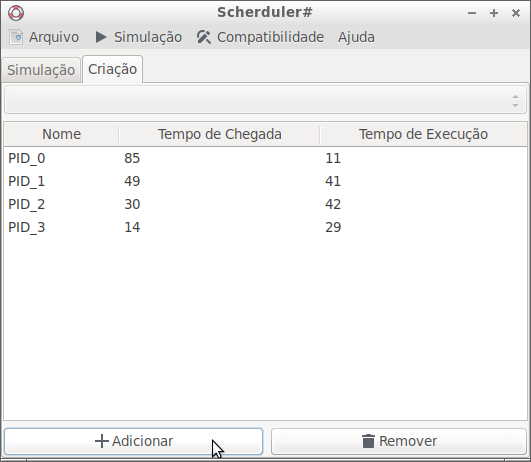 Scherduler#
Arquivo Simulação Compatibilidade Ajuda
Simulação Criação
Nome Tempo de Chegada Tempo de Execução
PID_0 85 11
PID_1 49 41
PID_2 30 42
PID_3 14 29
Adicionar Remover